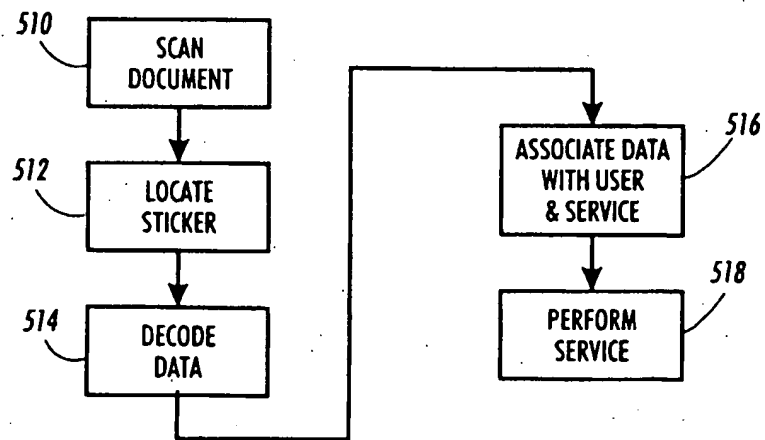 510
SCAN
DOCUMENT
512
LOCATE
STICKER
514
DECODE
DATA
516
ASSOCIATE DATA
WITH USER
& SERVICE
518
PERFORM
SERVICE